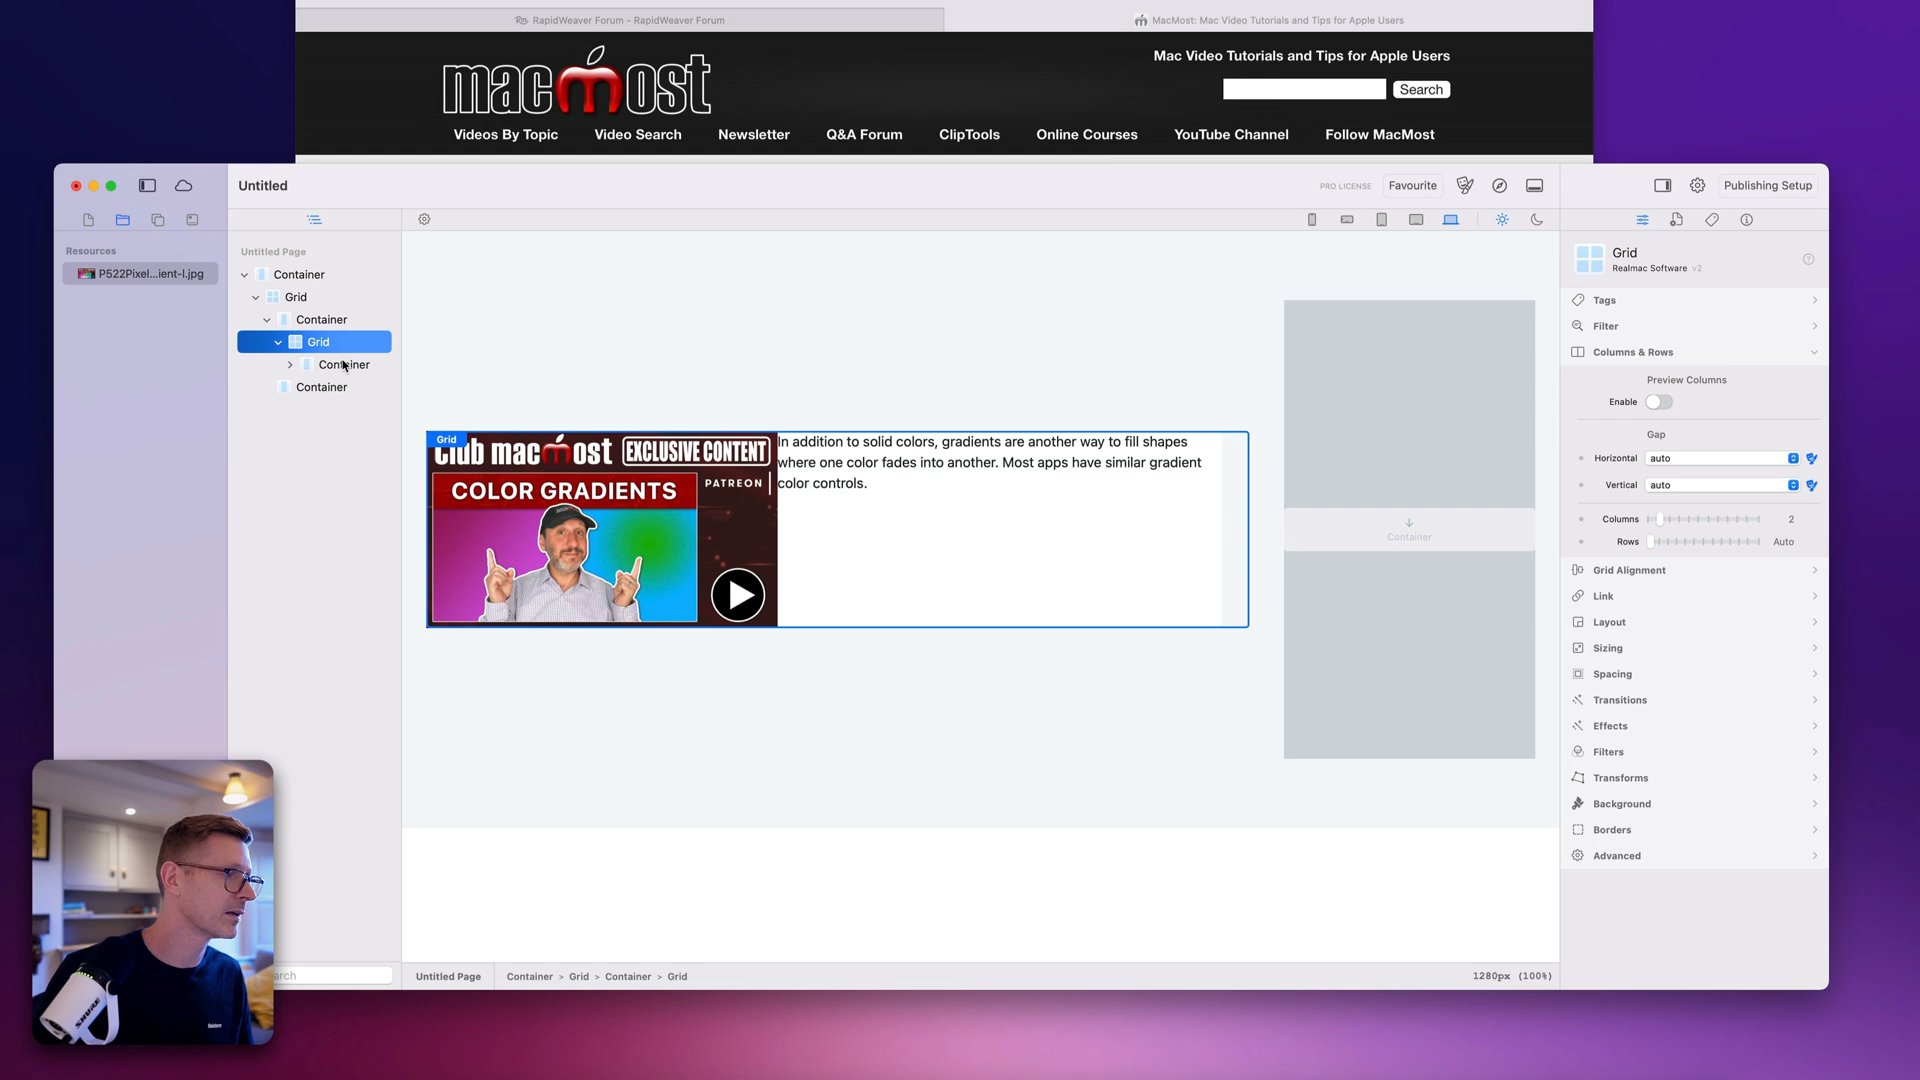 RapidWeaver Forum - RapidWeaver Forum
MacMost: Mac Video Tutorials and Tips for Apple Users
macmost
Mac Video Tutorials and Tips for Apple Users
Search
Videos By Topic
Video Search
Newsletter
Q&A Forum
ClipTools
Online Courses
YouTube Channel
Follow MacMost
Untitled
PRO LICENSE
Favourite
Publishing Setup
Resources
P522Pixel...ient-l.jpg
Untitled Page
Container
Grid
Container
Grid
Container
Container
Grid
Club macmost EXCLUSIVE CONTENT
COLOR GRADIENTS
PATREON
In addition to solid colors, gradients are another way to fill shapes
where one color fades into another. Most apps have similar gradient
color controls.
Container
Grid
Realmac Software v2
Tags
Filter
Columns & Rows
Preview Columns
Enable
Gap
Horizontal auto
Vertical auto
Columns 2
Rows Auto
Grid Alignment
Link
Layout
Sizing
Spacing
Transitions
Effects
Filters
Transforms
Background
Borders
Advanced
Untitled Page
Container > Grid > Container > Grid
1280px (100%)
SHURE